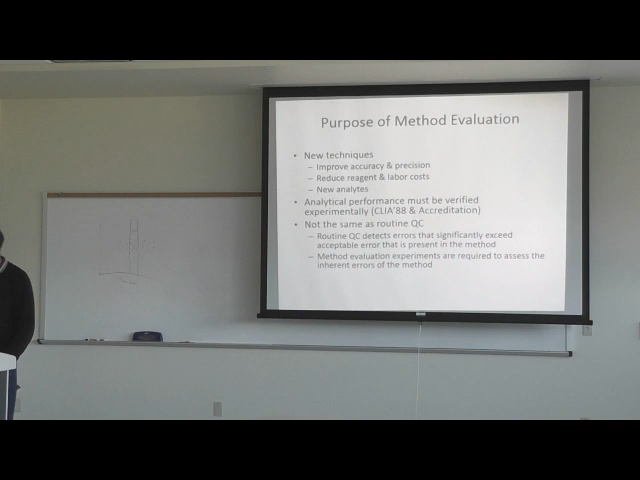 Purpose of Method Evaluation
• New techniques
– Improve accuracy & precision
– Reduce reagent & labor costs
– New analytes
• Analytical performance must be verified
experimentally (CLIA'88 & Accreditation)
• Not the same as routine QC
– Routine QC detects errors that significantly exceed
acceptable error that is present in the method
– Method evaluation experiments are required to assess the
inherent errors of the method